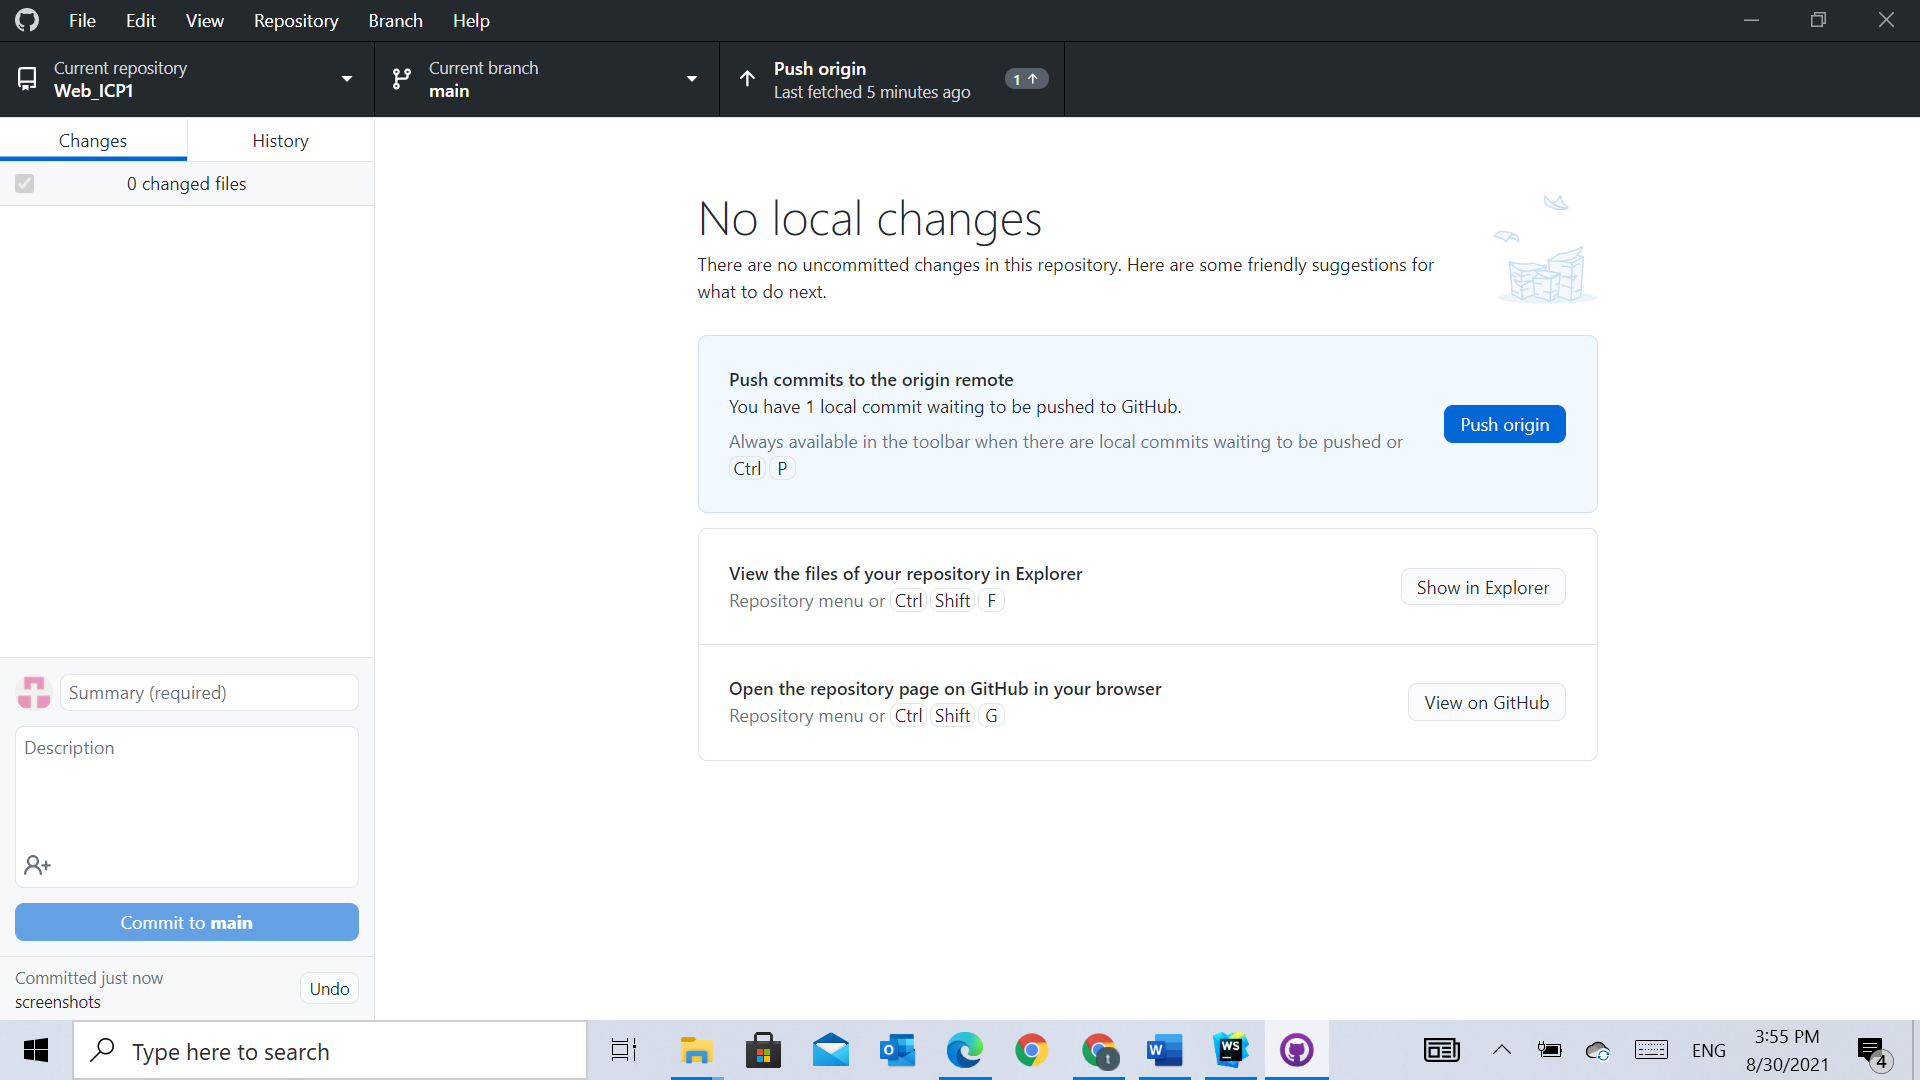 File Edit View Repository Branch Help
Current repository
Web_ICP1
Current branch
main
Push origin
Last fetched 5 minutes ago
1
Changes History
0 changed files
No local changes
There are no uncommitted changes in this repository. Here are some friendly suggestions for
what to do next.
Push commits to the origin remote
You have 1 local commit waiting to be pushed to GitHub.
Always available in the toolbar when there are local commits waiting to be pushed or
Ctrl P
Push origin
View the files of your repository in Explorer
Repository menu or Ctrl Shift F
Show in Explorer
Open the repository page on GitHub in your browser
Repository menu or Ctrl Shift G
View on GitHub
Summary (required)
Description
Commit to main
Committed just now
screenshots
Undo
Type here to search
O
t
W
WS
ENG
3:55 PM
8/30/2021
4